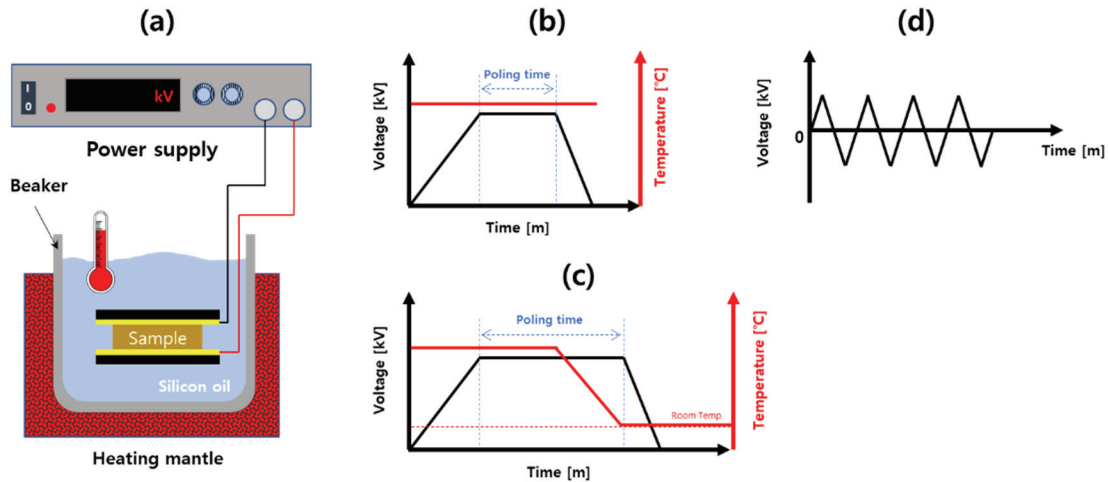 (a)
I
0
kV
Power supply
Beaker
Sample
Silicon oil
Heating mantle
(b)
Voltage [kV]
Poling time
Temperature [℃]
Time [m]
(c)
Voltage [kV]
Poling time
Room Temp.
Temperature [℃]
Time [m]
(d)
Voltage [kV]
0
Time [m]